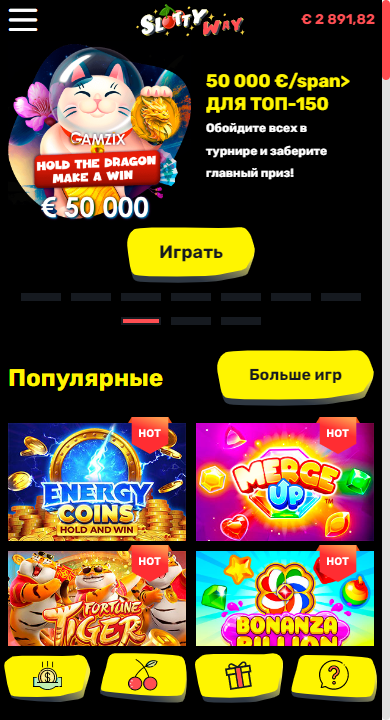 SLOTTY WAY
€ 2 891,82
GAMZIX
HOLD THE DRAGON
MAKE A WIN
€ 50 000
50 000 €/span>
ДЛЯ ТОП-150
Обойдите всех в
турнире и заберите
главный приз!
Играть
Популярные
Больше игр
HOT
ENERGY
COINS
HOLD AND WIN
HOT
MERGE
UP
™
HOT
FORTUNE
TIGER
HOT
BONANZA
BILLION